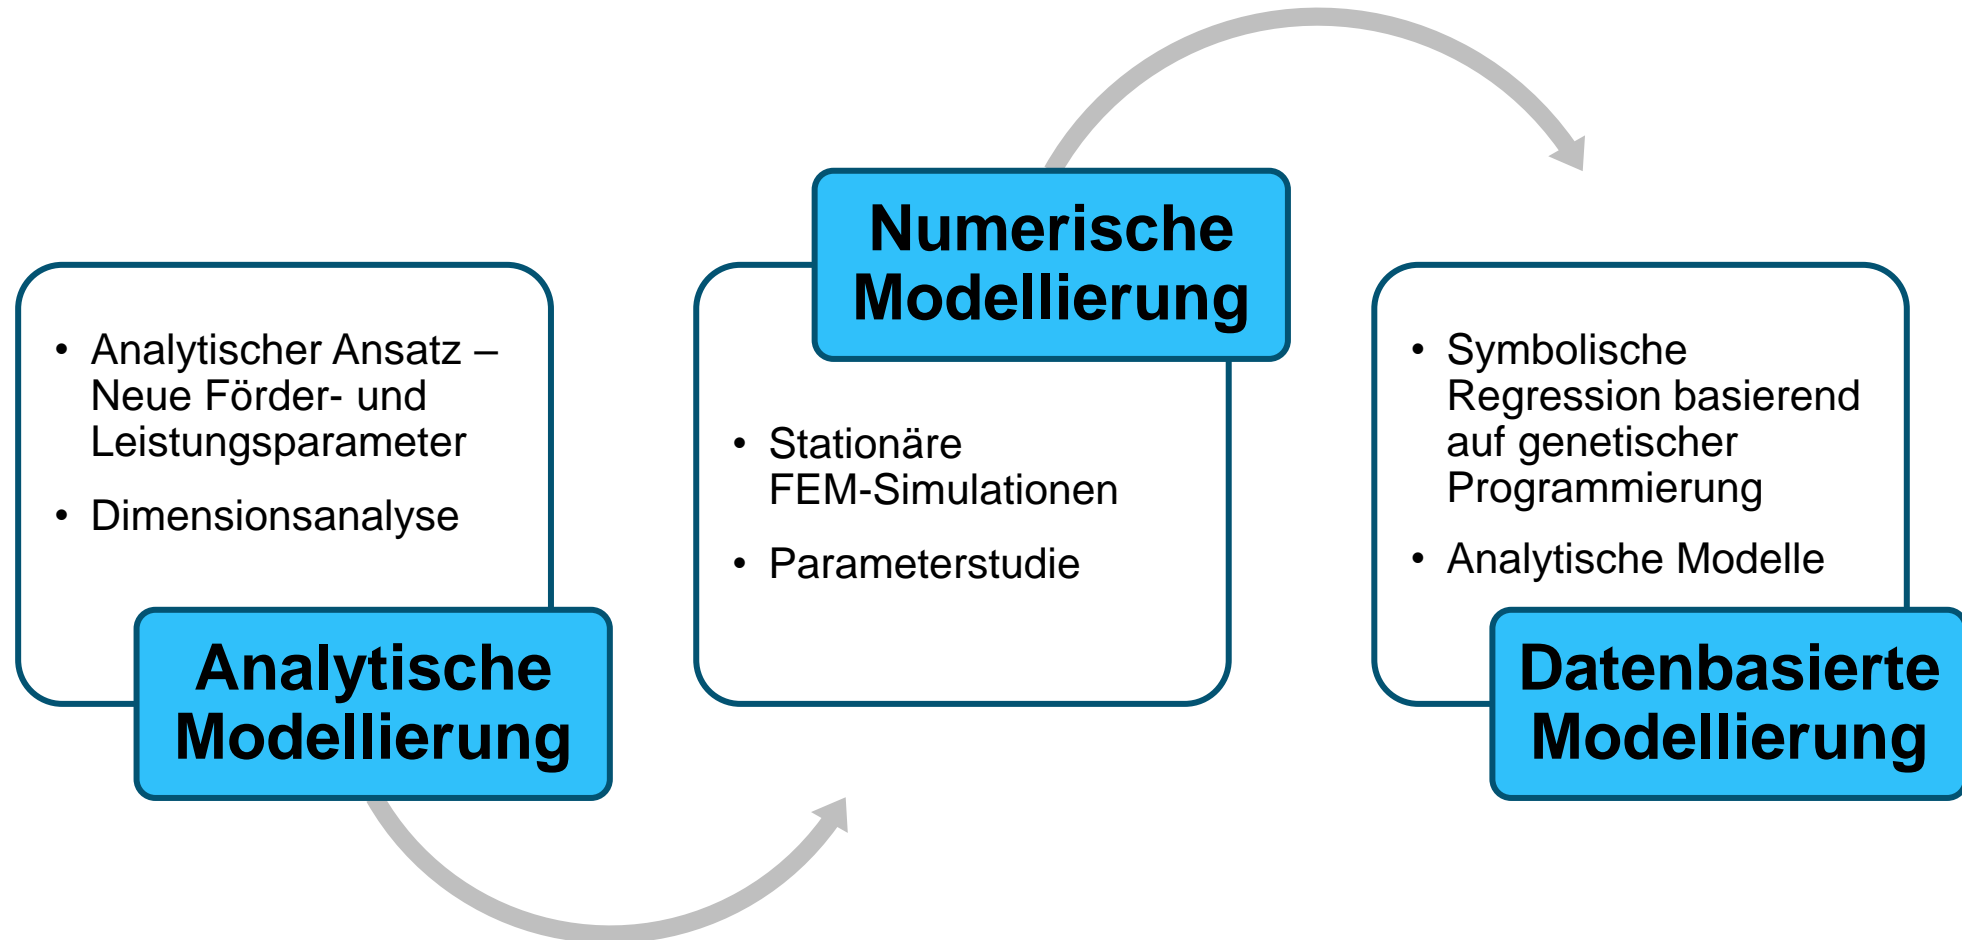 • Analytischer Ansatz –
Neue Förder- und
Leistungsparameter
• Dimensionsanalyse
Analytische
Modellierung
Numerische
Modellierung
• Stationäre
FEM-Simulationen
• Parameterstudie
• Symbolische
Regression basierend
auf genetischer
Programmierung
• Analytische Modelle
Datenbasierte
Modellierung